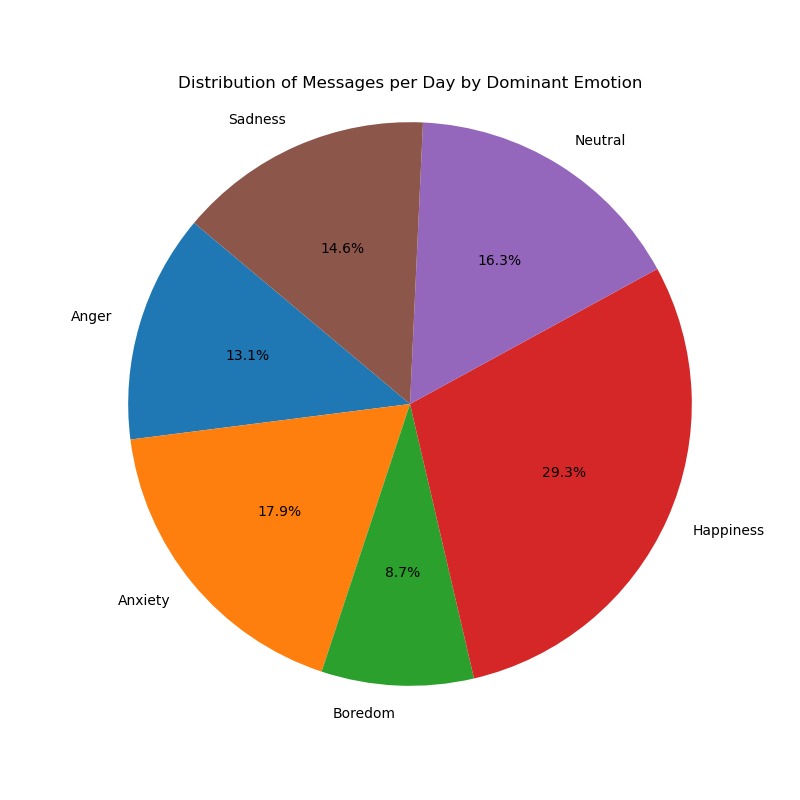 Distribution of Messages per Day by Dominant Emotion
Sadness
Neutral
14.6%
16.3%
Anger
13.1%
29.3%
17.9%
Happiness
8.7%
Anxiety
Boredom